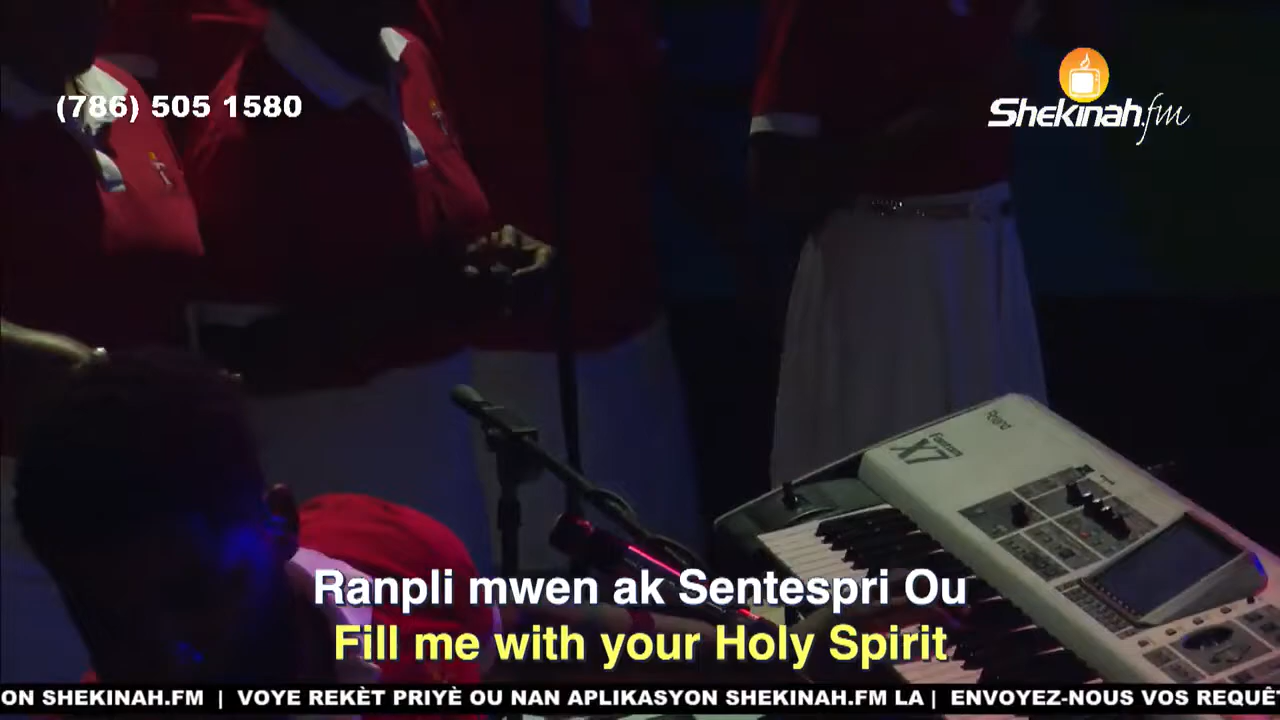 (786) 505 1580
Shekinah.fm
Roland
Fantom
X7
Ranpli mwen ak Sentespri Ou
Fill me with your Holy Spirit
ON SHEKINAH.FM | VOYE REKÈT PRIYÈ OU NAN APLIKASYON SHEKINAH.FM LA | ENVOYEZ-NOUS VOS REQUÊT